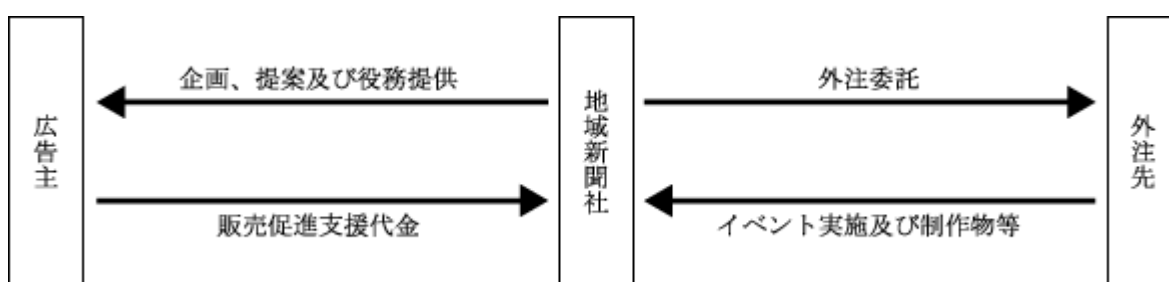 企画、提案及び役務提供
外注委託
広告主
地域新聞社
外注先
販売促進支援代金
イベント実施及び制作物等